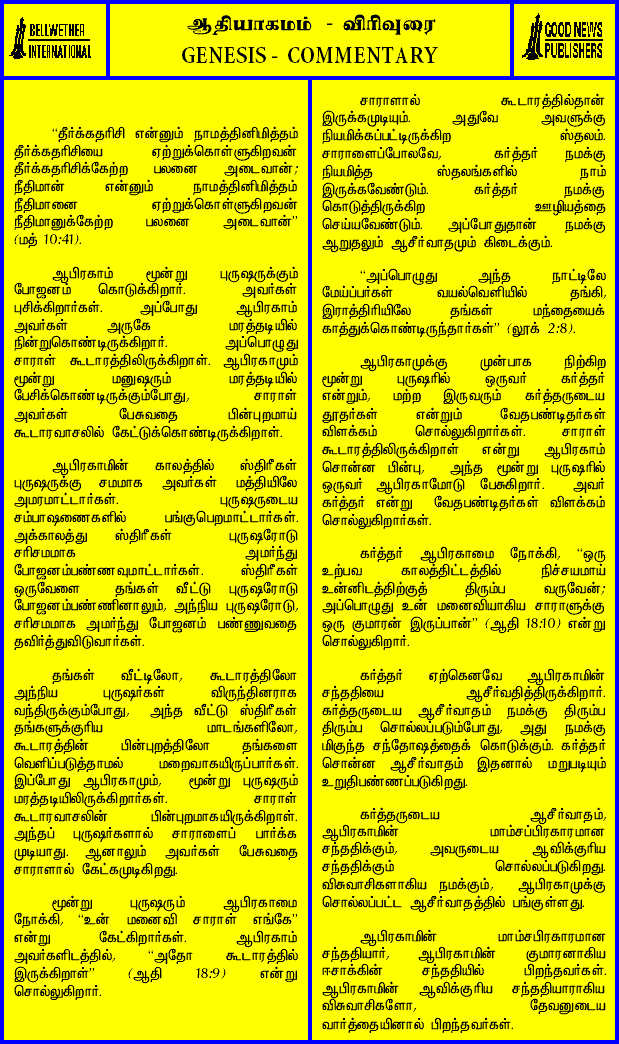 BELLWETHER
INTERNATIONAL
ஆதியாகமம் - விரிவுரை
GENESIS - COMMENTARY
GOOD NEWS
PUBLISHERS
“தீர்க்கதரிசி என்னும் நாமத்தினிமித்தம்
தீர்க்கதரிசியை ஏற்றுக்கொள்ளுகிறவன்
தீர்க்கதரிசிக்கேற்ற பலனை அடைவான்;
நீதிமான் என்னும் நாமத்தினிமித்தம்
நீதிமானை ஏற்றுக்கொள்ளுகிறவன்
நீதிமானுக்கேற்ற பலனை அடைவான்”
(மத் 10:41).
ஆபிரகாம் மூன்று புருஷருக்கும்
போஜனம் கொடுக்கிறார். அவர்கள்
புசிக்கிறார்கள். அப்போது ஆபிரகாம்
அவர்கள் அருகே மரத்தடியில்
நின்றுகொண்டிருக்கிறார். அப்பொழுது
சாராள் கூடாரத்திலிருக்கிறாள். ஆபிரகாமும்
மூன்று மனுஷரும் மரத்தடியில்
பேசிக்கொண்டிருக்கும்போது, சாராள்
அவர்கள் பேசுவதை பின்புறமாய்
கூடாரவாசலில் கேட்டுக்கொண்டிருக்கிறாள்.
ஆபிரகாமின் காலத்தில் ஸ்திரீகள்
புருஷருக்கு சமமாக அவர்கள் மத்தியிலே
அமரமாட்டார்கள். புருஷருடைய
சம்பாஷணைகளில் பங்குபெறமாட்டார்கள்.
அக்காலத்து ஸ்திரீகள் புருஷரோடு
சரிசமமாக அமர்ந்து
போஜனம்பண்ணவுமாட்டார்கள். ஸ்திரீகள்
ஒருவேளை தங்கள் வீட்டு புருஷரோடு
போஜனம்பண்ணினாலும், அந்நிய புருஷரோடு,
சரிசமமாக அமர்ந்து போஜனம் பண்ணுவதை
தவிர்த்துவிடுவார்கள்.
தங்கள் வீட்டிலோ, கூடாரத்திலோ
அந்நிய புருஷர்கள் விருந்தினராக
வந்திருக்கும்போது, அந்த வீட்டு ஸ்திரீகள்
தங்களுக்குரிய மாடங்களிலோ,
கூடாரத்தின் பின்புறத்திலோ தங்களை
வெளிப்படுத்தாமல் மறைவாகயிருப்பார்கள்.
இப்போது ஆபிரகாமும், மூன்று புருஷரும்
மரத்தடியிலிருக்கிறார்கள். சாராள்
கூடாரவாசலின் பின்புறமாகயிருக்கிறாள்.
அந்தப் புருஷர்களால் சாராளைப் பார்க்க
முடியாது. ஆனாலும் அவர்கள் பேசுவதை
சாராளால் கேட்கமுடிகிறது.
மூன்று புருஷரும் ஆபிரகாமை
நோக்கி, “உன் மனைவி சாராள் எங்கே”
என்று கேட்கிறார்கள். ஆபிரகாம்
அவர்களிடத்தில், “அதோ கூடாரத்தில்
இருக்கிறாள்” (ஆதி 18:9) என்று
சொல்லுகிறார்.
சாராளால் கூடாரத்தில்தான்
இருக்கமுடியும். அதுவே அவளுக்கு
நியமிக்கப்பட்டிருக்கிற ஸ்தலம்.
சாராளைப்போலவே, கர்த்தர் நமக்கு
நியமித்த ஸ்தலங்களில் நாம்
இருக்கவேண்டும். கர்த்தர் நமக்கு
கொடுத்திருக்கிற ஊழியத்தை
செய்யவேண்டும். அப்போதுதான் நமக்கு
ஆறுதலும் ஆசீர்வாதமும் கிடைக்கும்.
“அப்பொழுது அந்த நாட்டிலே
மேய்ப்பர்கள் வயல்வெளியில் தங்கி,
இராத்திரியிலே தங்கள் மந்தையைக்
காத்துக்கொண்டிருந்தார்கள்” (லூக் 2:8).
ஆபிரகாமுக்கு முன்பாக நிற்கிற
மூன்று புருஷரில் ஒருவர் கர்த்தர்
என்றும், மற்ற இருவரும் கர்த்தருடைய
தூதர்கள் என்றும் வேதபண்டிதர்கள்
விளக்கம் சொல்லுகிறார்கள். சாராள்
கூடாரத்திலிருக்கிறாள் என்று ஆபிரகாம்
சொன்ன பின்பு, அந்த மூன்று புருஷரில்
ஒருவர் ஆபிரகாமோடு பேசுகிறார். அவர்
கர்த்தர் என்று வேதபண்டிதர்கள் விளக்கம்
சொல்லுகிறார்கள்.
கர்த்தர் ஆபிரகாமை நோக்கி, “ஒரு
உற்பவ காலத்திட்டத்தில் நிச்சயமாய்
உன்னிடத்திற்குத் திரும்ப வருவேன்;
அப்பொழுது உன் மனைவியாகிய சாராளுக்கு
ஒரு குமாரன் இருப்பான்” (ஆதி 18:10) என்று
சொல்லுகிறார்.
கர்த்தர் ஏற்கெனவே ஆபிரகாமின்
சந்ததியை ஆசீர்வதித்திருக்கிறார்.
கர்த்தருடைய ஆசீர்வாதம் நமக்கு திரும்ப
திரும்ப சொல்லப்படும்போது, அது நமக்கு
மிகுந்த சந்தோஷத்தைக் கொடுக்கும். கர்த்தர்
சொன்ன ஆசீர்வாதம் இதனால் மறுபடியும்
உறுதிபண்ணப்படுகிறது.
கர்த்தருடைய ஆசீர்வாதம்,
ஆபிரகாமின் மாம்சப்பிரகாரமான
சந்ததிக்கும், அவருடைய ஆவிக்குரிய
சந்ததிக்கும் சொல்லப்படுகிறது.
விசுவாசிகளாகிய நமக்கும், ஆபிரகாமுக்கு
சொல்லப்பட்ட ஆசீர்வாதத்தில் பங்குள்ளது.
ஆபிரகாமின் மாம்சபிரகாரமான
சந்ததியார், ஆபிரகாமின் குமாரனாகிய
ஈசாக்கின் சந்ததியில் பிறந்தவர்கள்.
ஆபிரகாமின் ஆவிக்குரிய சந்ததியாராகிய
விசுவாசிகளோ, தேவனுடைய
வார்த்தையினால் பிறந்தவர்கள்.